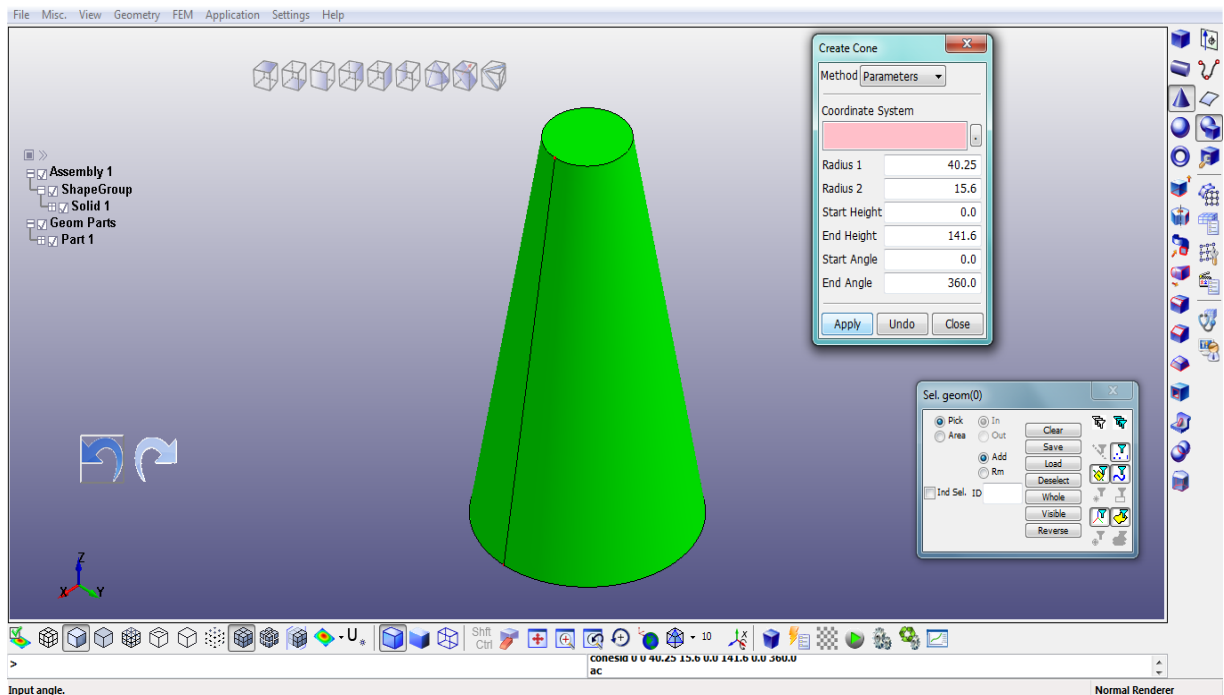 File Misc. View Geometry FEM Application Settings Help
Assembly 1
ShapeGroup
Solid 1
Geom Parts
Part 1
Z
X
Y
Create Cone
Method Parameters
Coordinate System
Radius 1 40.25
Radius 2 15.6
Start Height 0.0
End Height 141.6
Start Angle 0.0
End Angle 360.0
Apply Undo Close
Sel. geom(0)
Pick In
Area Out
Add
Rm
Ind Sel. ID
Clear
Save
Load
Deselect
Whole
Visible
Reverse
U
Shft
Ctrl
10
>
conesld 0 0 40.25 15.6 0.0 141.6 0.0 360.0
ac
Input angle.
Normal Renderer